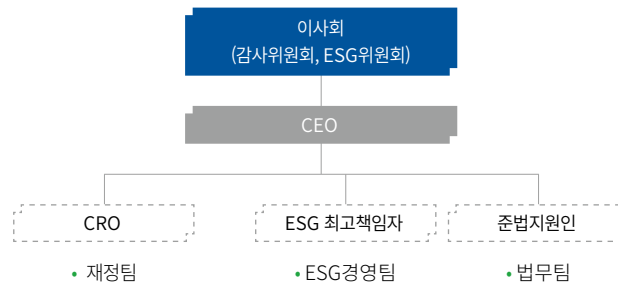 이사회
(감사위원회, ESG위원회)
CEO
CRO
ESG 최고책임자
준법지원인
• 재정팀
• ESG경영팀
• 법무팀